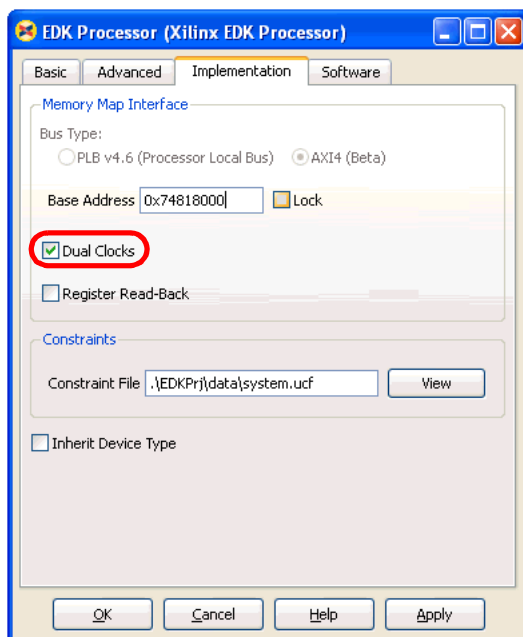 EDK Processor (Xilinx EDK Processor)
Basic Advanced Implementation Software
Memory Map Interface
Bus Type:
PLB v4.6 (Processor Local Bus) AXI4 (Beta)
Base Address 0x74818000 Lock
Dual Clocks
Register Read-Back
Constraints
Constraint File .\EDKPrj\data\system.ucf View
Inherit Device Type
OK Cancel Help Apply